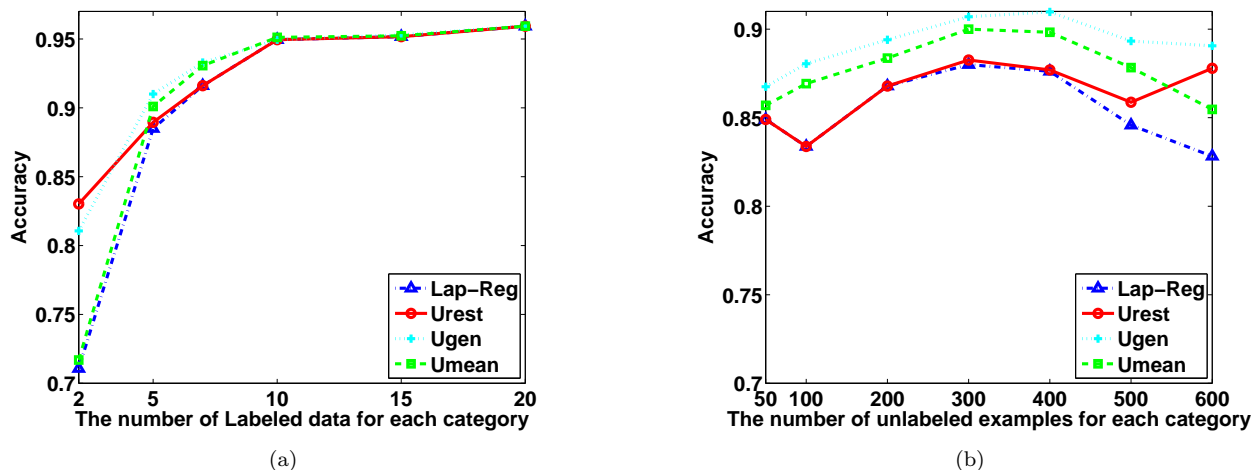 0.95
0.9
0.85
0.8
0.75
0.7
Accuracy
2 5 10 15 20
The number of Labeled data for each category
Lap-Reg
Urest
Ugen
Umean
(a)
0.9
0.85
0.8
0.75
0.7
Accuracy
50 100 200 300 400 500 600
The number of unlabeled examples for each category
Lap-Reg
Urest
Ugen
Umean
(b)